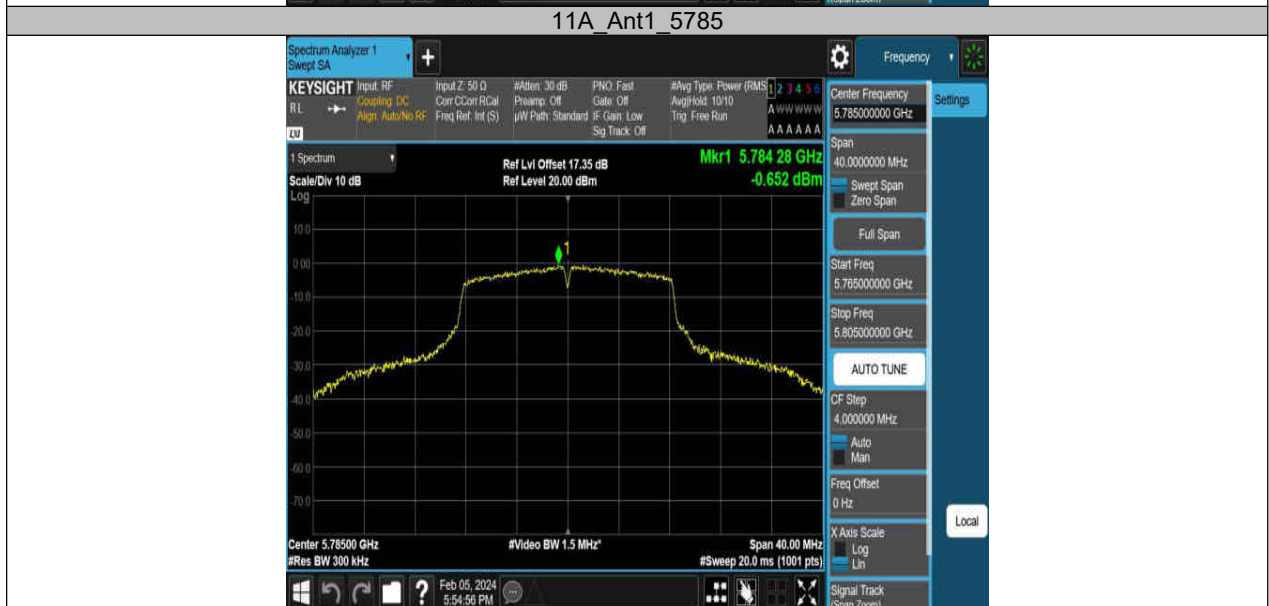 11A_Ant1_5785
Spectrum Analyzer 1
Swept SA
+
Frequency
KEYSIGHT
RL
Input: RF
Coupling: DC
Align: Auto/No RF
Input Z: 50 Ω
Corr CCorr RCal
Freq Ref: Int (S)
#Atten: 30 dB
Preamp: Off
µW Path: Standard
PNO: Fast
Gate: Off
IF Gain: Low
Sig Track: Off
#Avg Type: Power (RMS
Avg|Hold: 10/10
Trig: Free Run
1 2 3 4 5 6
A W W W W W
A A A A A A
1 Spectrum
Scale/Div 10 dB
Log
Ref Lvl Offset 17.35 dB
Ref Level 20.00 dBm
Mkr1 5.784 28 GHz
-0.652 dBm
10.0
0.00
-10.0
-20.0
-30.0
-40.0
-50.0
-60.0
-70.0
1
Center 5.78500 GHz
#Res BW 300 kHz
#Video BW 1.5 MHz*
Span 40.00 MHz
#Sweep 20.0 ms (1001 pts)
?
Feb 05, 2024
5:54:56 PM
Center Frequency
5.785000000 GHz
Settings
Span
40.0000000 MHz
Swept Span
Zero Span
Full Span
Start Freq
5.765000000 GHz
Stop Freq
5.805000000 GHz
AUTO TUNE
CF Step
4.000000 MHz
Auto
Man
Freq Offset
0 Hz
X Axis Scale
Log
Lin
Local
Signal Track
(Span Zoom)